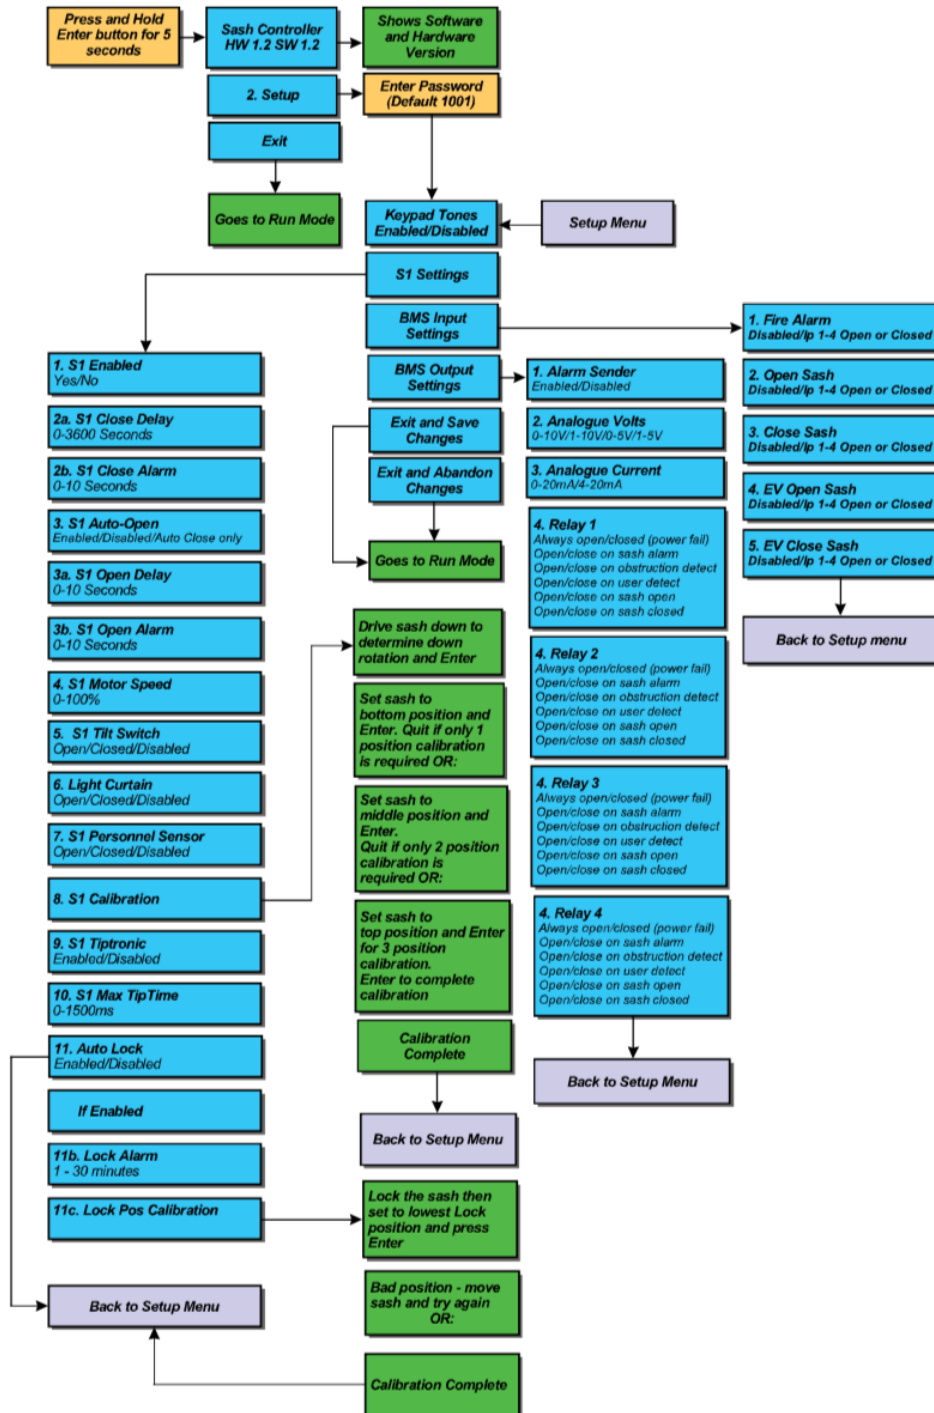 Press and Hold
Enter button for 5
seconds
Sash Controller
HW 1.2 SW 1.2
Shows Software
and Hardware
Version
2. Setup
Enter Password
(Default 1001)
Exit
Goes to Run Mode
Keypad Tones
Enabled/Disabled
Setup Menu
S1 Settings
BMS Input
Settings
BMS Output
Settings
Exit and Save
Changes
Exit and Abandon
Changes
Goes to Run Mode
1. S1 Enabled
Yes/No
2a. S1 Close Delay
0-3600 Seconds
2b. S1 Close Alarm
0-10 Seconds
3. S1 Auto-Open
Enabled/Disabled/Auto Close only
3a. S1 Open Delay
0-10 Seconds
3b. S1 Open Alarm
0-10 Seconds
4. S1 Motor Speed
0-100%
5. S1 Tilt Switch
Open/Closed/Disabled
6. Light Curtain
Open/Closed/Disabled
7. S1 Personnel Sensor
Open/Closed/Disabled
8. S1 Calibration
9. S1 Tiptronic
Enabled/Disabled
10. S1 Max TipTime
0-1500ms
11. Auto Lock
Enabled/Disabled
If Enabled
11b. Lock Alarm
1 - 30 minutes
11c. Lock Pos Calibration
Back to Setup Menu
Drive sash down to
determine down
rotation and Enter
Set sash to
bottom position and
Enter. Quit if only 1
position calibration
is required OR:
Set sash to
middle position and
Enter.
Quit if only 2 position
calibration is
required OR:
Set sash to
top position and Enter
for 3 position
calibration.
Enter to complete
calibration
Calibration
Complete
Back to Setup Menu
Lock the sash then
set to lowest Lock
position and press
Enter
Bad position - move
sash and try again
OR:
Calibration Complete
1. Alarm Sender
Enabled/Disabled
2. Analogue Volts
0-10V/1-10V/0-5V/1-5V
3. Analogue Current
0-20mA/4-20mA
4. Relay 1
Always open/closed (power fail)
Open/close on sash alarm
Open/close on obstruction detect
Open/close on user detect
Open/close on sash open
Open/close on sash closed
4. Relay 2
Always open/closed (power fail)
Open/close on sash alarm
Open/close on obstruction detect
Open/close on user detect
Open/close on sash open
Open/close on sash closed
4. Relay 3
Always open/closed (power fail)
Open/close on sash alarm
Open/close on obstruction detect
Open/close on user detect
Open/close on sash open
Open/close on sash closed
4. Relay 4
Always open/closed (power fail)
Open/close on sash alarm
Open/close on obstruction detect
Open/close on user detect
Open/close on sash open
Open/close on sash closed
Back to Setup Menu
1. Fire Alarm
Disabled/Ip 1-4 Open or Closed
2. Open Sash
Disabled/Ip 1-4 Open or Closed
3. Close Sash
Disabled/Ip 1-4 Open or Closed
4. EV Open Sash
Disabled/Ip 1-4 Open or Closed
5. EV Close Sash
Disabled/Ip 1-4 Open or Closed
Back to Setup menu